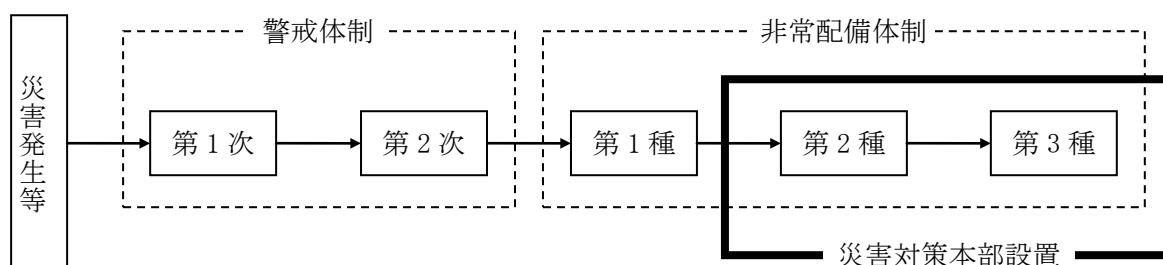 警戒体制
非常配備体制
災害発生等
第1次
第2次
第1種
第2種
第3種
災害対策本部設置